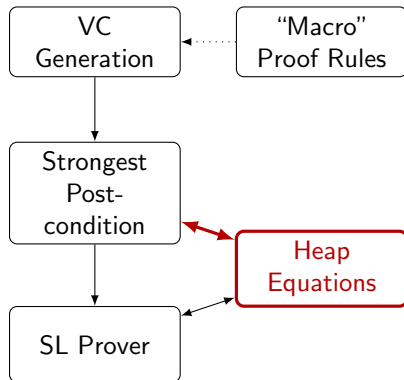 VC
Generation
“Macro”
Proof Rules
Strongest
Post-
condition
Heap
Equations
SL Prover